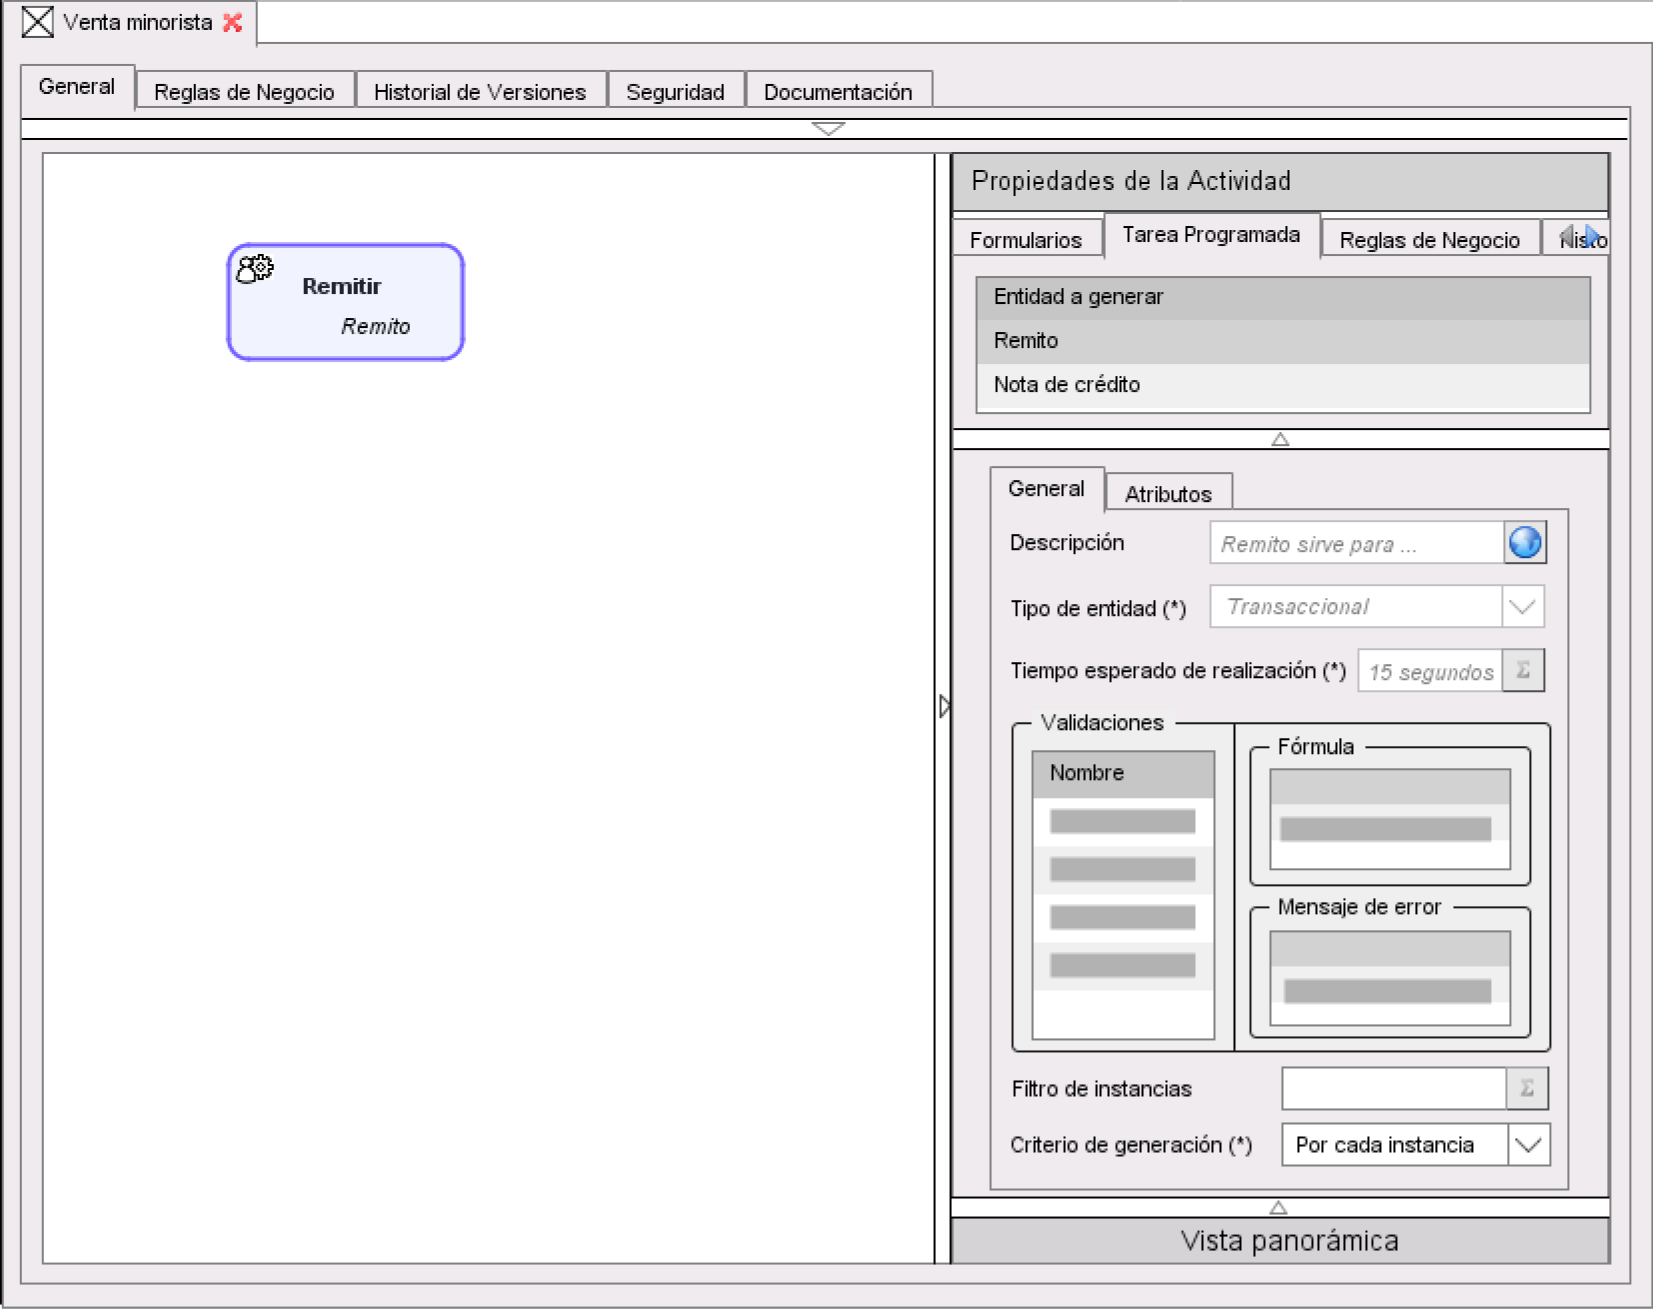 Venta minorista
General
Reglas de Negocio
Historial de Versiones
Seguridad
Documentación
Propiedades de la Actividad
Formularios
Tarea Programada
Reglas de Negocio
Histo
Remitir
Remito
Entidad a generar
Remito
Nota de crédito
General
Atributos
Descripción
Remito sirve para ...
Tipo de entidad (*)
Transaccional
Tiempo esperado de realización (*)
15 segundos
Σ
Validaciones
Nombre
Fórmula
Mensaje de error
Filtro de instancias
Σ
Criterio de generación (*)
Por cada instancia
Vista panorámica